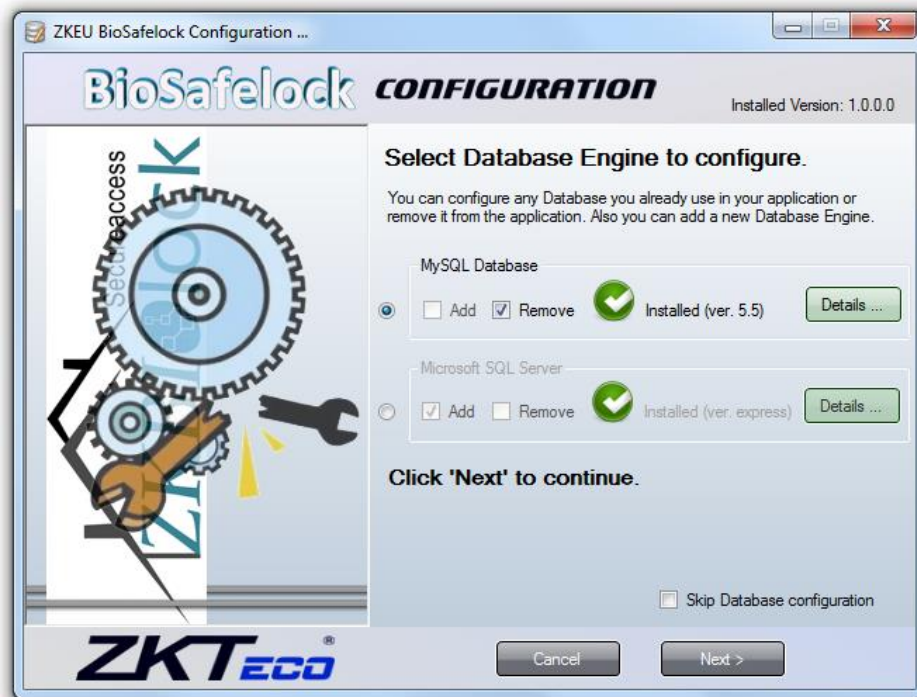 ZKEU BioSafelock Configuration ...
BioSafelock CONFIGURATION
Installed Version: 1.0.0.0
Secureaccess
ZKBiolock
Select Database Engine to configure.
You can configure any Database you already use in your application or
remove it from the application. Also you can add a new Database Engine.
MySQL Database
Add Remove Installed (ver. 5.5) Details ...
Microsoft SQL Server
Add Remove Installed (ver. express) Details ...
Click 'Next' to continue.
Skip Database configuration
ZKTECO ®
Cancel Next >